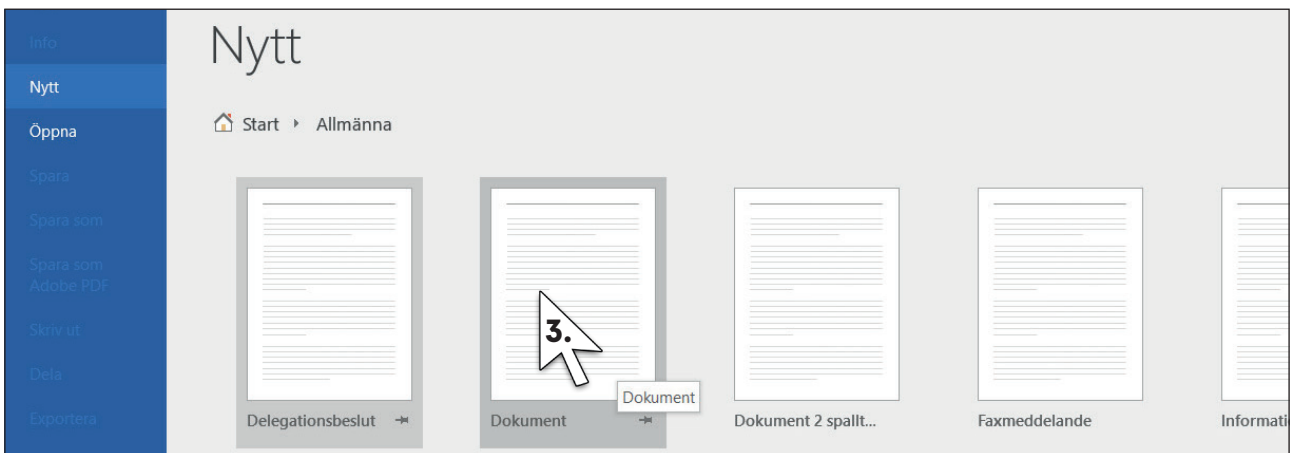 Info
Nytt
Öppna
Spara
Spara som
Spara som
Adobe PDF
Skriv ut
Dela
Exportera
Nytt
Start
Allmänna
3.
Dokument
Delegationsbeslut
Dokument
Dokument 2 spallt...
Faxmeddelande
Informati